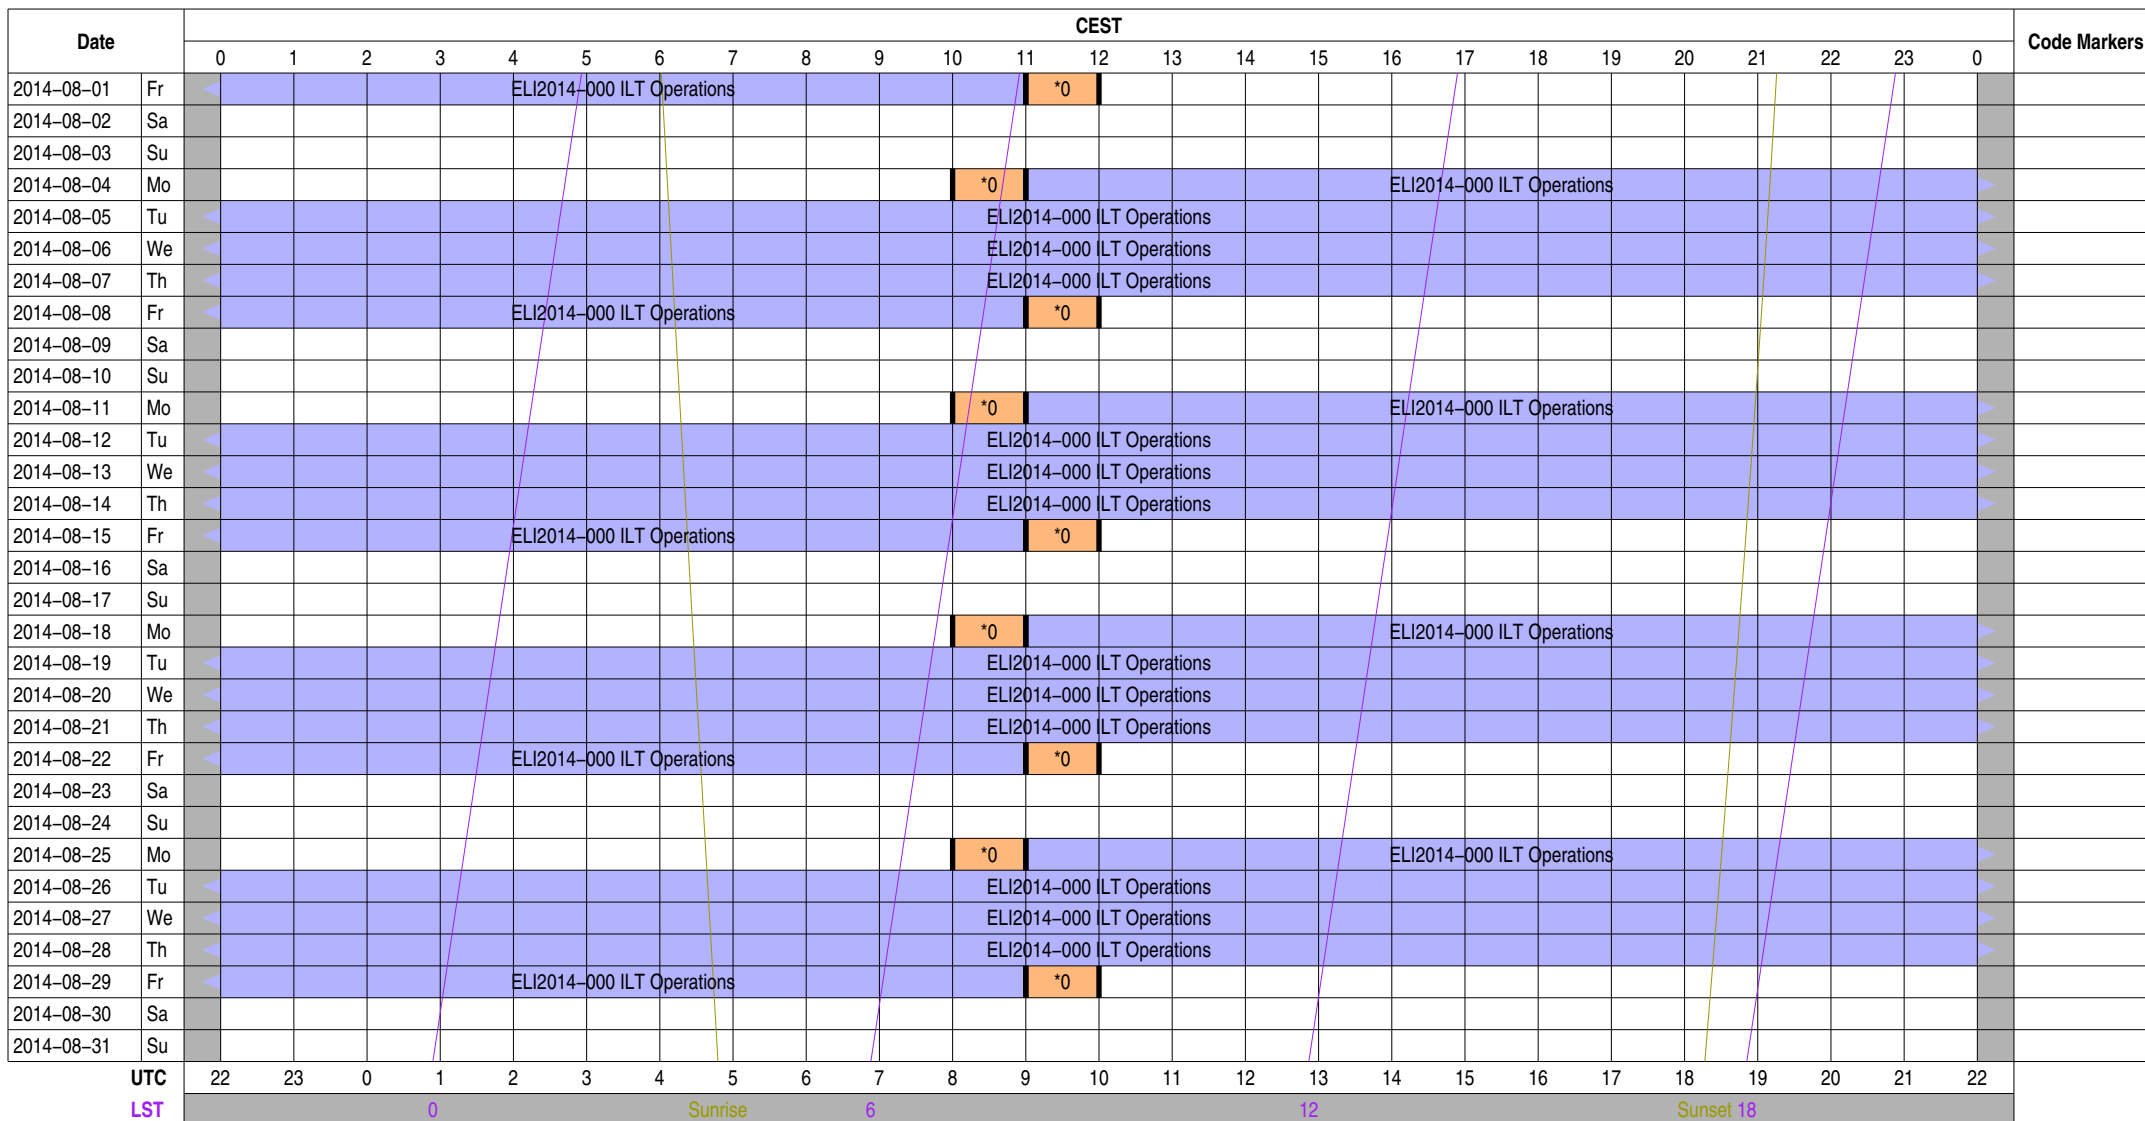 CEST
Date
Code Markers
0 1 2 3 4 5 6 7 8 9 10 11 12 13 14 15 16 17 18 19 20 21 22 23 0
2014-08-01 Fr ELI2014-000 ILT Operations *0
2014-08-02 Sa
2014-08-03 Su
2014-08-04 Mo *0 ELI2014-000 ILT Operations
2014-08-05 Tu ELI2014-000 ILT Operations
2014-08-06 We ELI2014-000 ILT Operations
2014-08-07 Th ELI2014-000 ILT Operations
2014-08-08 Fr ELI2014-000 ILT Operations *0
2014-08-09 Sa
2014-08-10 Su
2014-08-11 Mo *0 ELI2014-000 ILT Operations
2014-08-12 Tu ELI2014-000 ILT Operations
2014-08-13 We ELI2014-000 ILT Operations
2014-08-14 Th ELI2014-000 ILT Operations
2014-08-15 Fr ELI2014-000 ILT Operations *0
2014-08-16 Sa
2014-08-17 Su
2014-08-18 Mo *0 ELI2014-000 ILT Operations
2014-08-19 Tu ELI2014-000 ILT Operations
2014-08-20 We ELI2014-000 ILT Operations
2014-08-21 Th ELI2014-000 ILT Operations
2014-08-22 Fr ELI2014-000 ILT Operations *0
2014-08-23 Sa
2014-08-24 Su
2014-08-25 Mo *0 ELI2014-000 ILT Operations
2014-08-26 Tu ELI2014-000 ILT Operations
2014-08-27 We ELI2014-000 ILT Operations
2014-08-28 Th ELI2014-000 ILT Operations
2014-08-29 Fr ELI2014-000 ILT Operations *0
2014-08-30 Sa
2014-08-31 Su
UTC 22 23 0 1 2 3 4 5 6 7 8 9 10 11 12 13 14 15 16 17 18 19 20 21 22
LST 0 Sunrise 6 12 Sunset 18